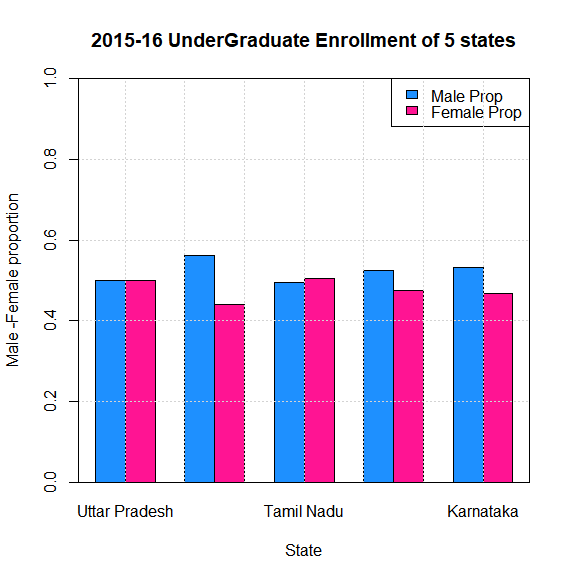 2015-16 UnderGraduate Enrollment of 5 states
Male Prop
Female Prop
Male -Female proportion
1.0
0.8
0.6
0.4
0.2
0.0
Uttar Pradesh Tamil Nadu Karnataka
State